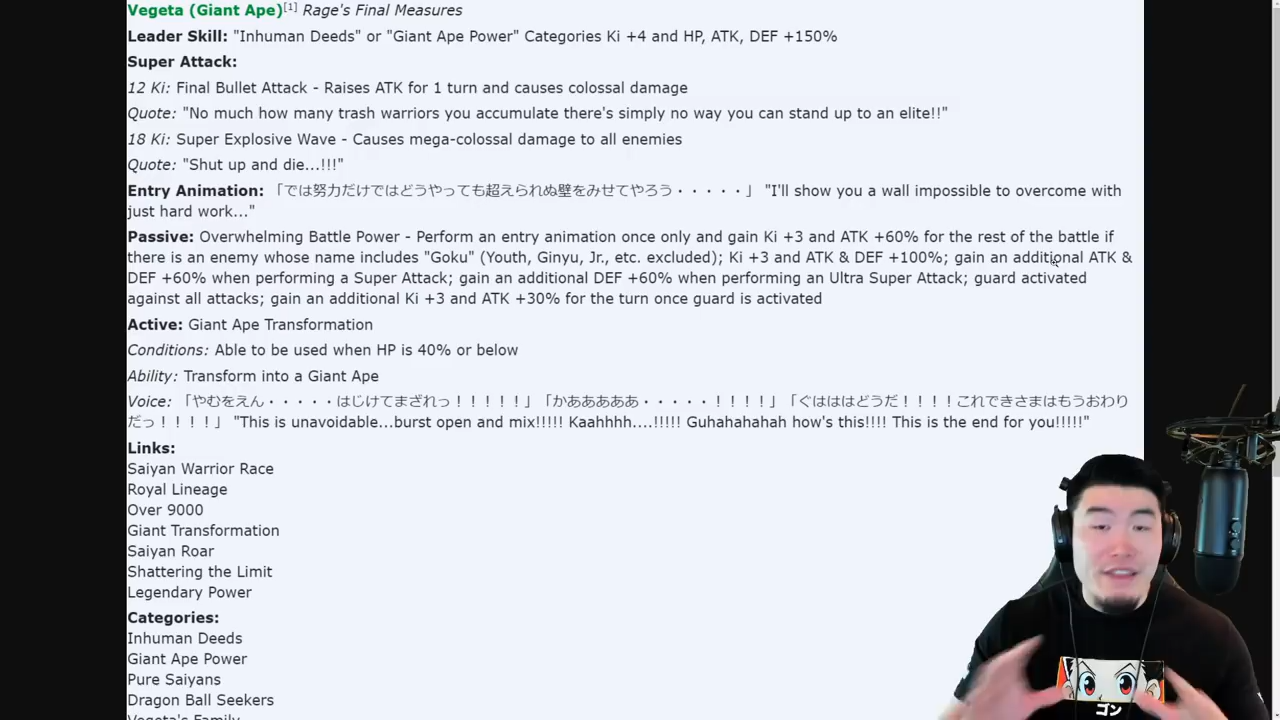 Vegeta (Giant Ape)[1] Rage's Final Measures
Leader Skill: "Inhuman Deeds" or "Giant Ape Power" Categories Ki +4 and HP, ATK, DEF +150%
Super Attack:
12 Ki: Final Bullet Attack - Raises ATK for 1 turn and causes colossal damage
Quote: "No much how many trash warriors you accumulate there's simply no way you can stand up to an elite!!"
18 Ki: Super Explosive Wave - Causes mega-colossal damage to all enemies
Quote: "Shut up and die...!!!"
Entry Animation: 「では努力だけではどうやっても超えられぬ壁をみせてやろう・・・・・」 "I'll show you a wall impossible to overcome with
just hard work..."
Passive: Overwhelming Battle Power - Perform an entry animation once only and gain Ki +3 and ATK +60% for the rest of the battle if
there is an enemy whose name includes "Goku" (Youth, Ginyu, Jr., etc. excluded); Ki +3 and ATK & DEF +100%; gain an additional ATK &
DEF +60% when performing a Super Attack; gain an additional DEF +60% when performing an Ultra Super Attack; guard activated
against all attacks; gain an additional Ki +3 and ATK +30% for the turn once guard is activated
Active: Giant Ape Transformation
Conditions: Able to be used when HP is 40% or below
Ability: Transform into a Giant Ape
Voice: 「やむをえん・・・・・はじけてまざれっ！！！！！」「かあああああ・・・・・！！！！」「ぐはははどうだ！！！！これできさまはもうおわり
だっ！！！！」 "This is unavoidable...burst open and mix!!!!! Kaahhhh....!!!!! Guhahahahah how's this!!!! This is the end for you!!!!!"
Links:
Saiyan Warrior Race
Royal Lineage
Over 9000
Giant Transformation
Saiyan Roar
Shattering the Limit
Legendary Power
Categories:
Inhuman Deeds
Giant Ape Power
Pure Saiyans
Dragon Ball Seekers
Vegeta's Family
ゴン